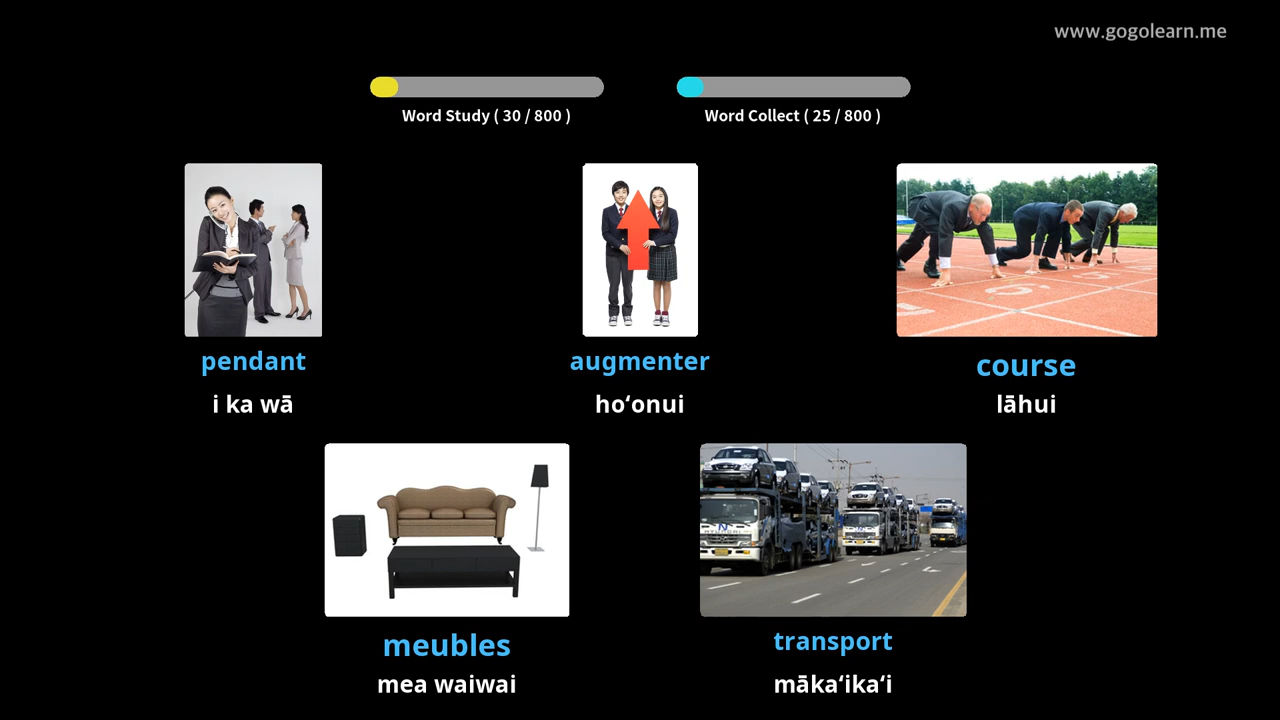 www.gogolearn.me
Word Study ( 30 / 800 )
Word Collect ( 25 / 800 )
pendant
i ka wā
augmenter
hoʻonui
course
lāhui
meubles
mea waiwai
transport
mākaʻikaʻi